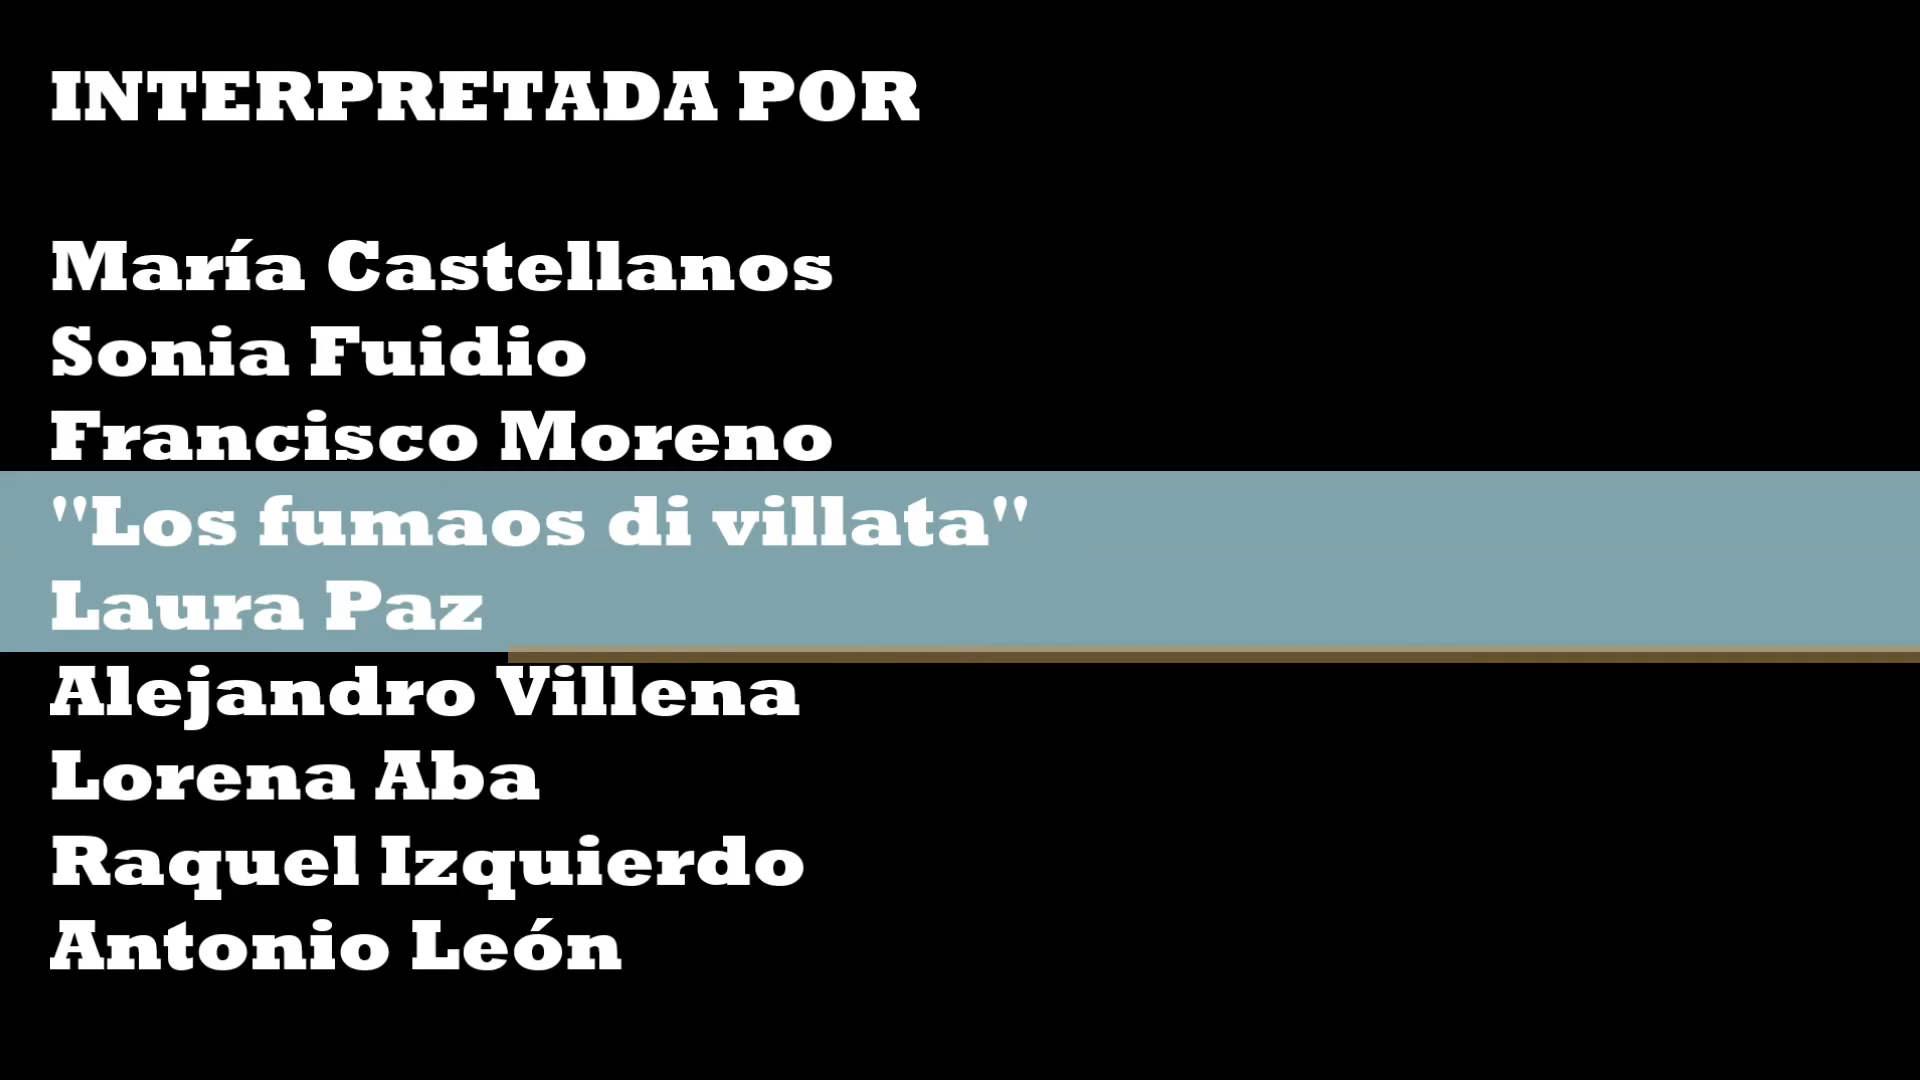 INTERPRETADA POR
María Castellanos
Sonia Fuidio
Francisco Moreno
"Los fumaos di villata"
Laura Paz
Alejandro Villena
Lorena Aba
Raquel Izquierdo
Antonio León